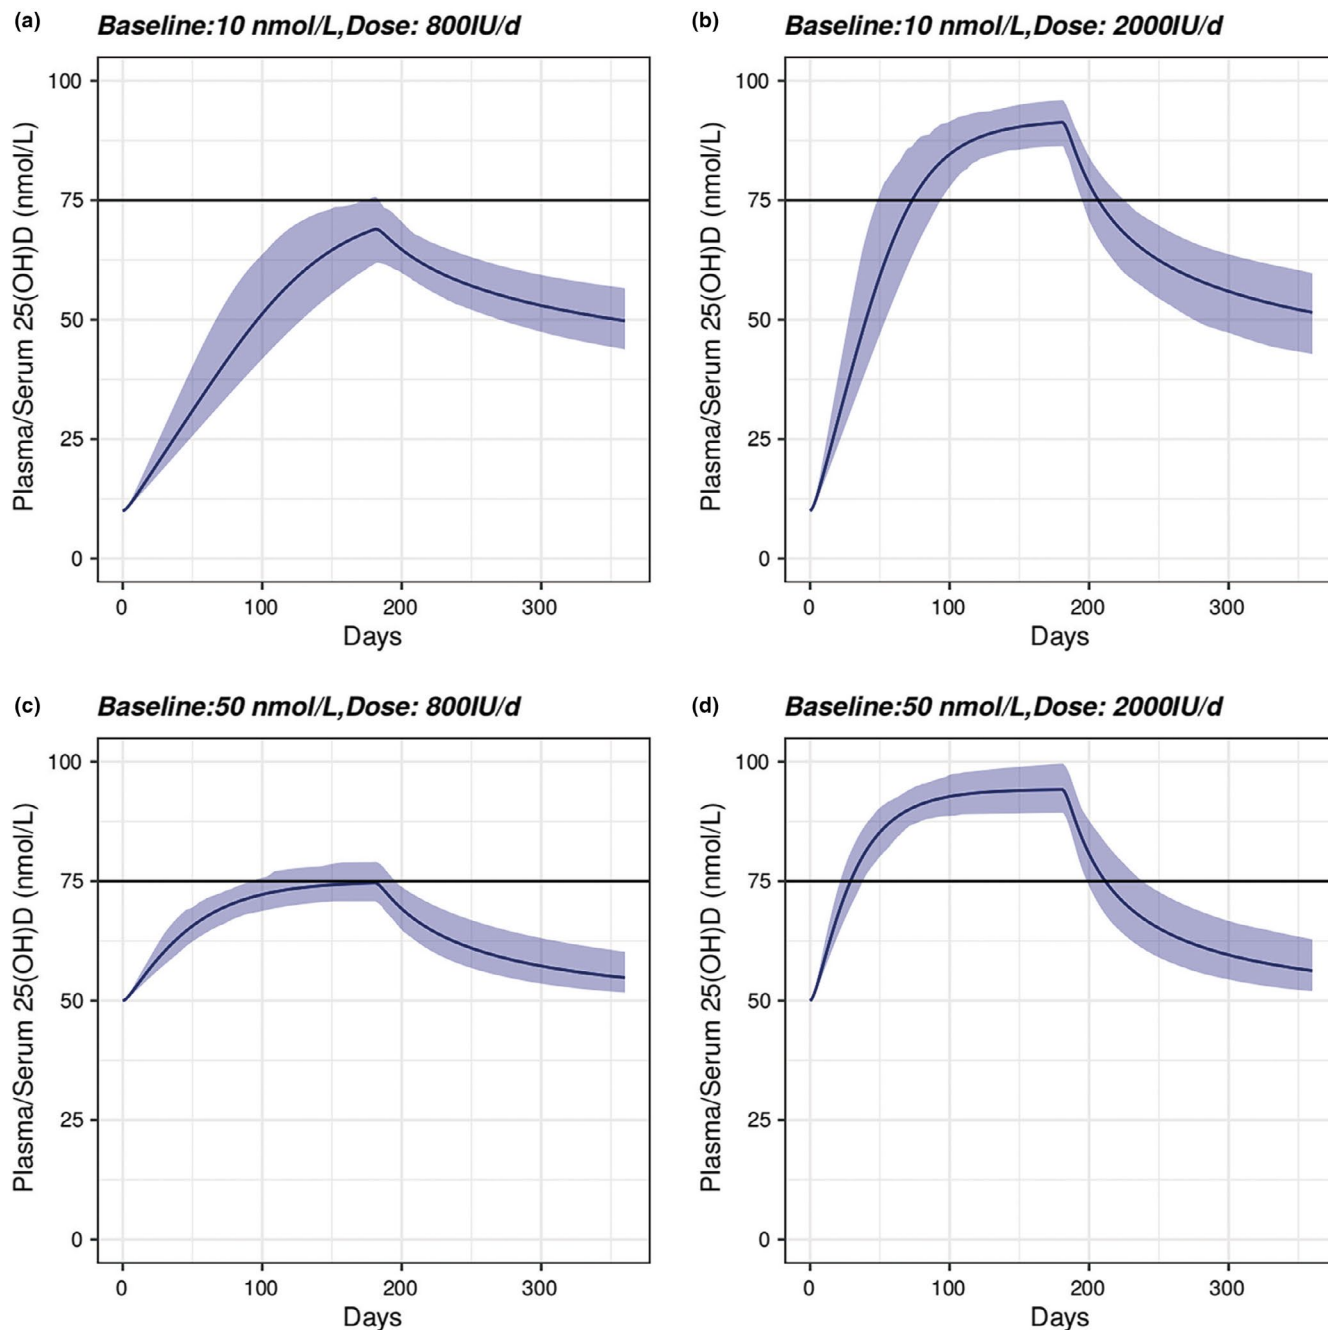 (a) Baseline:10 nmol/L,Dose: 800IU/d
Plasma/Serum 25(OH)D (nmol/L)
100
75
50
25
0
0 100 200 300
Days
(b) Baseline:10 nmol/L,Dose: 2000IU/d
Plasma/Serum 25(OH)D (nmol/L)
100
75
50
25
0
0 100 200 300
Days
(c) Baseline:50 nmol/L,Dose: 800IU/d
Plasma/Serum 25(OH)D (nmol/L)
100
75
50
25
0
0 100 200 300
Days
(d) Baseline:50 nmol/L,Dose: 2000IU/d
Plasma/Serum 25(OH)D (nmol/L)
100
75
50
25
0
0 100 200 300
Days